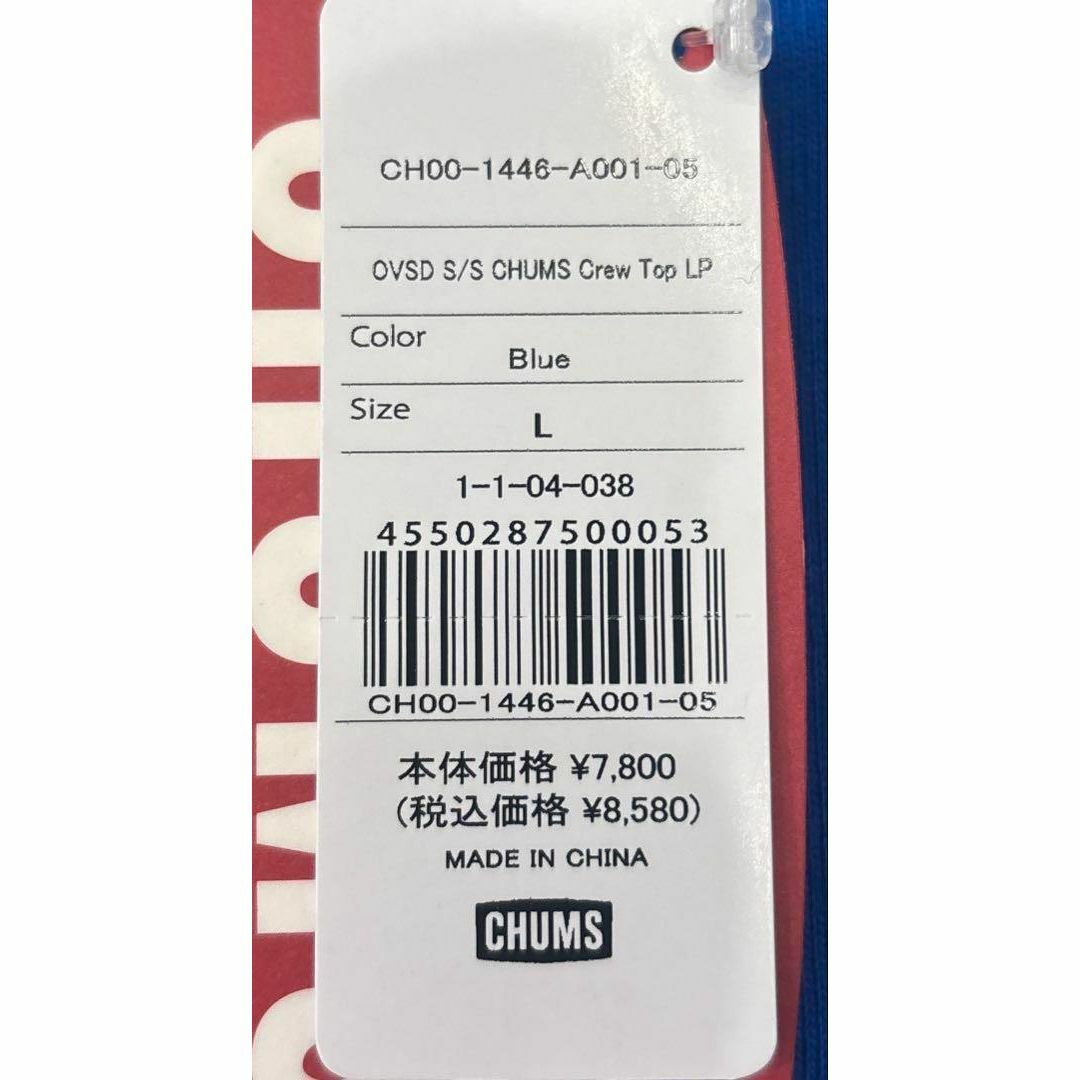 CH00-1446-A001-05
OVSD S/S CHUMS Crew Top LP
Color
Blue
Size
L
1-1-04-038
4550287500053
CH00-1446-A001-05
本体価格 ¥7,800
(税込価格 ¥8,580)
MADE IN CHINA
CHUMS